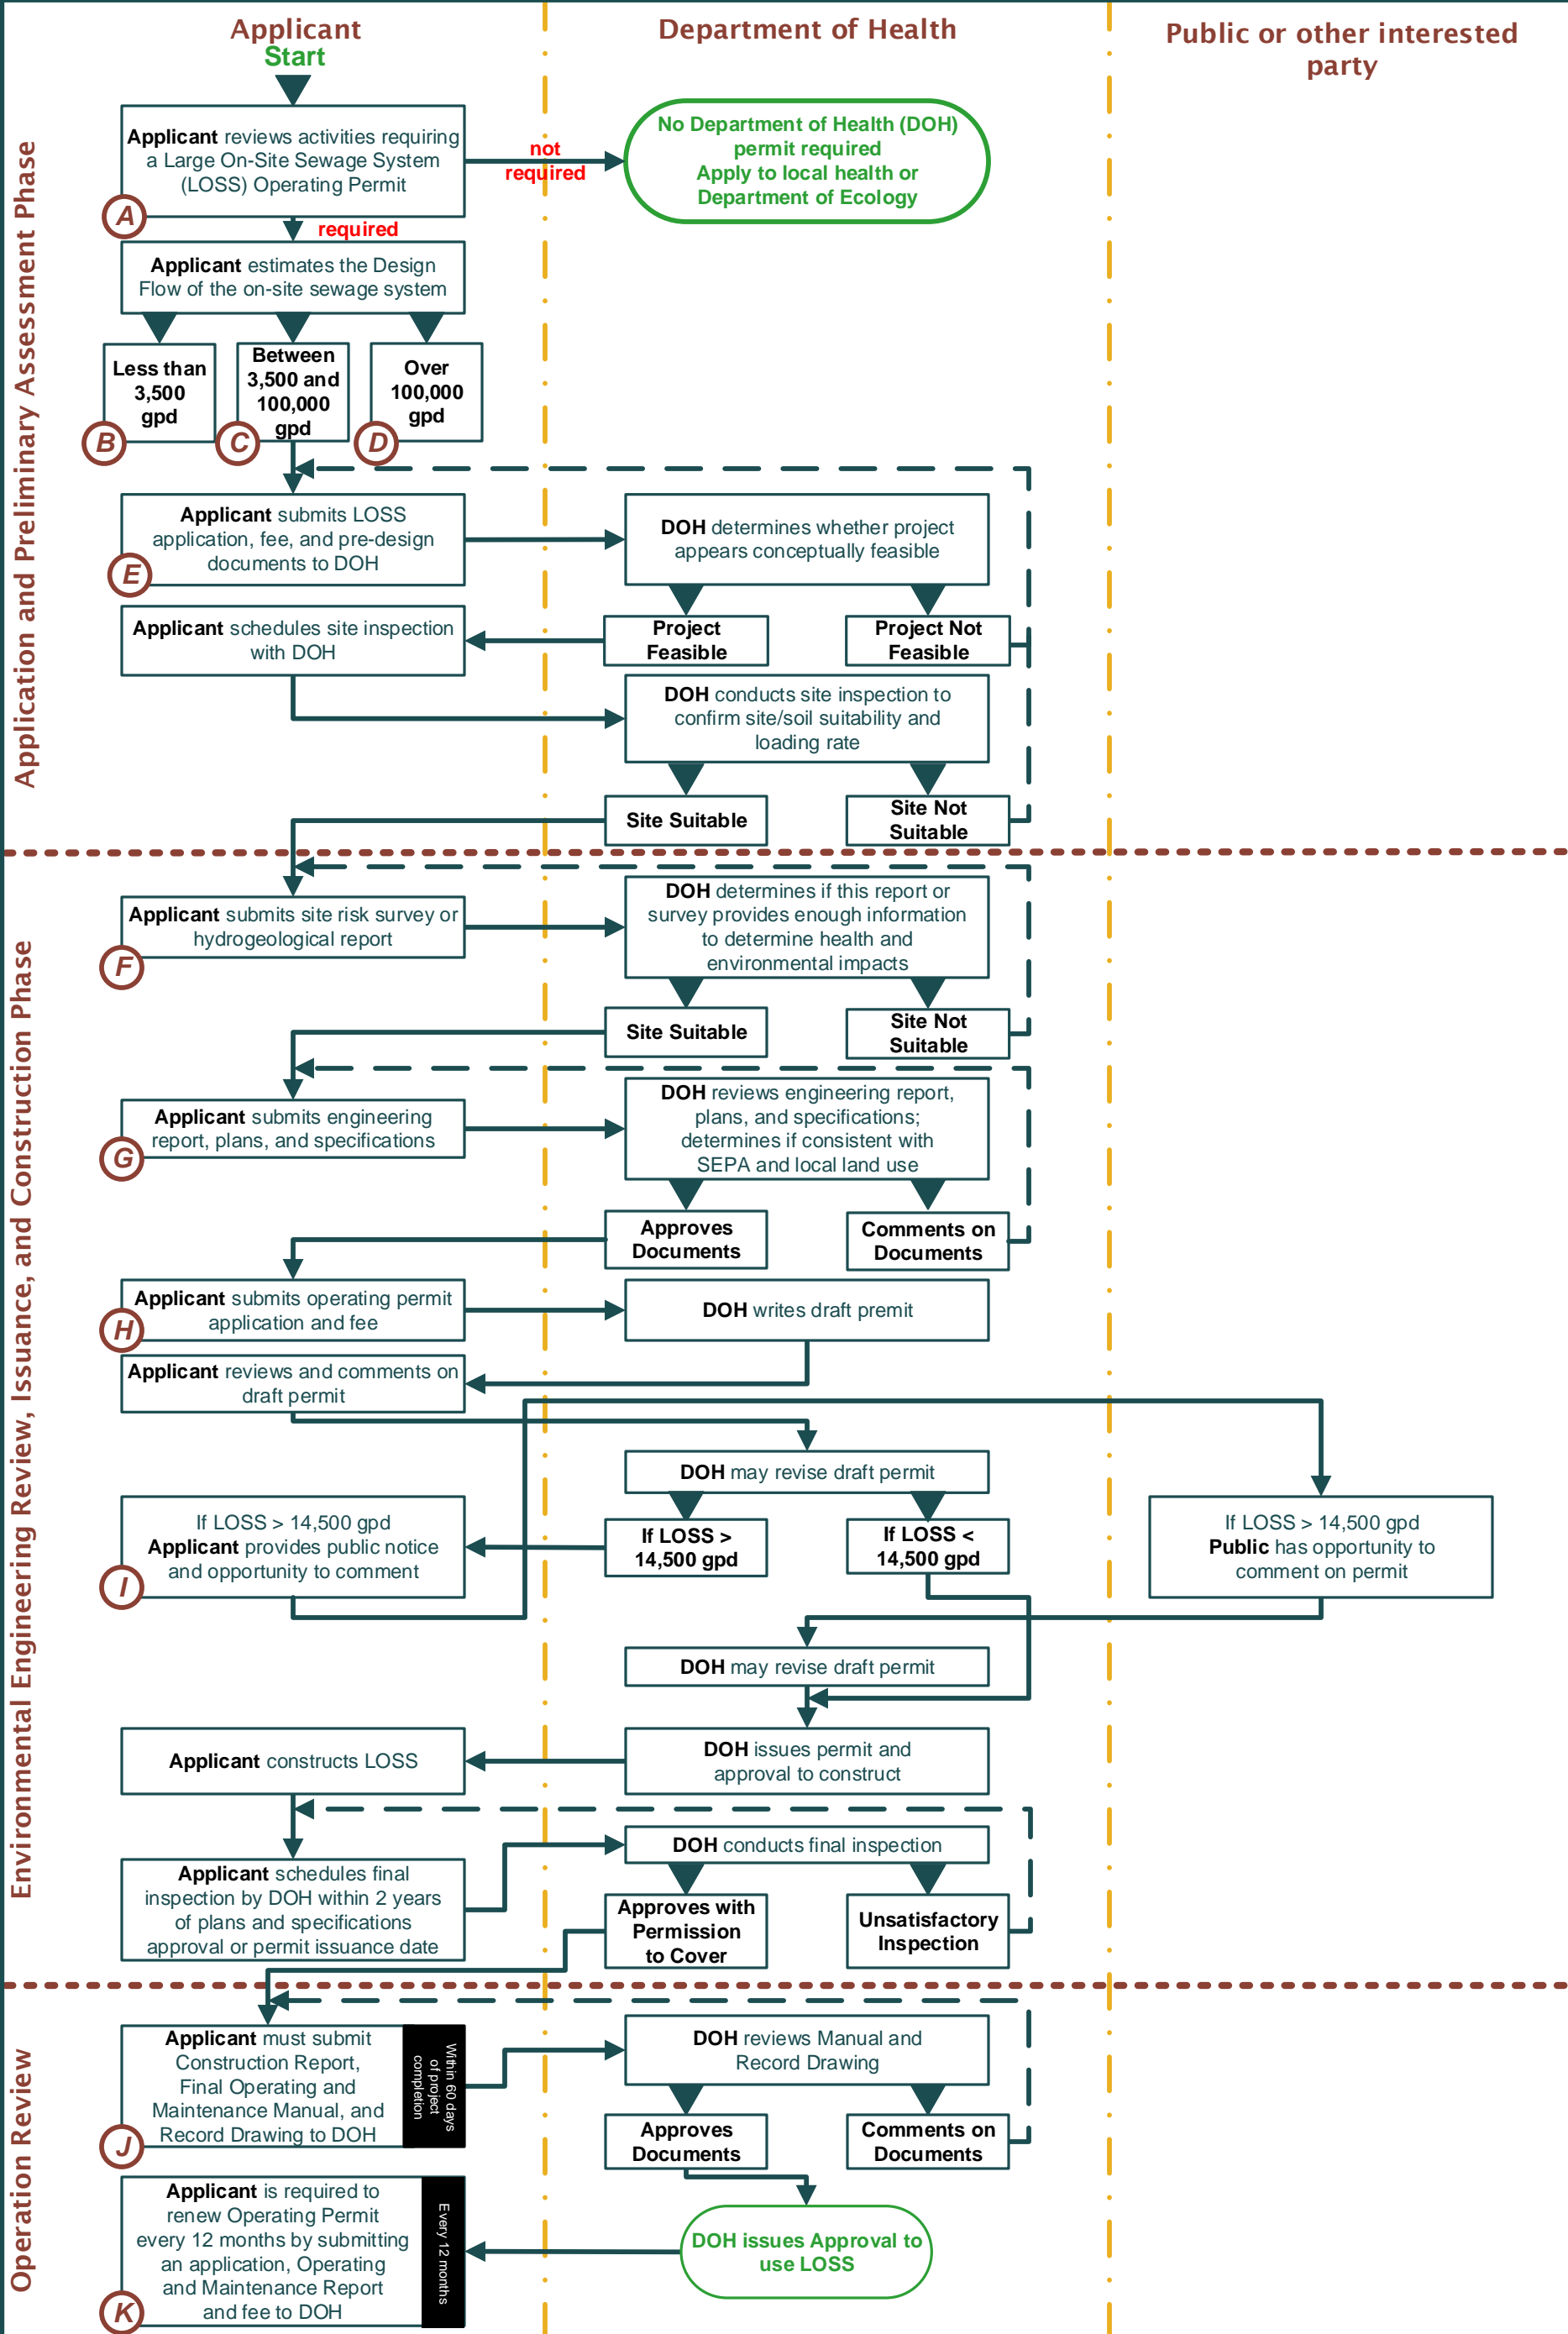 Applicant
Department of Health
Public or other interested
party
Start
Application and Preliminary Assessment Phase
Applicant reviews activities requiring
a Large On-Site Sewage System
(LOSS) Operating Permit
A
not
required
No Department of Health (DOH)
permit required
Apply to local health or
Department of Ecology
required
Applicant estimates the Design
Flow of the on-site sewage system
Less than
3,500
gpd
B
Between
3,500 and
100,000
gpd
C
Over
100,000
gpd
D
Applicant submits LOSS
application, fee, and pre-design
documents to DOH
E
DOH determines whether project
appears conceptually feasible
Project
Feasible
Project Not
Feasible
Applicant schedules site inspection
with DOH
DOH conducts site inspection to
confirm site/soil suitability and
loading rate
Site Suitable
Site Not
Suitable
Environmental Engineering Review, Issuance, and Construction Phase
Applicant submits site risk survey or
hydrogeological report
F
DOH determines if this report or
survey provides enough information
to determine health and
environmental impacts
Site Suitable
Site Not
Suitable
Applicant submits engineering
report, plans, and specifications
G
DOH reviews engineering report,
plans, and specifications;
determines if consistent with
SEPA and local land use
Approves
Documents
Comments on
Documents
Applicant submits operating permit
application and fee
H
DOH writes draft premit
Applicant reviews and comments on
draft permit
DOH may revise draft permit
If LOSS >
14,500 gpd
If LOSS <
14,500 gpd
If LOSS > 14,500 gpd
Applicant provides public notice
and opportunity to comment
I
If LOSS > 14,500 gpd
Public has opportunity to
comment on permit
DOH may revise draft permit
DOH issues permit and
approval to construct
Applicant constructs LOSS
Applicant schedules final
inspection by DOH within 2 years
of plans and specifications
approval or permit issuance date
DOH conducts final inspection
Approves with
Permission
to Cover
Unsatisfactory
Inspection
Operation Review
Applicant must submit
Construction Report,
Final Operating and
Maintenance Manual, and
Record Drawing to DOH
J
Within 60 days
of project
completion
DOH reviews Manual and
Record Drawing
Approves
Documents
Comments on
Documents
DOH issues Approval to
use LOSS
Applicant is required to
renew Operating Permit
every 12 months by submitting
an application, Operating
and Maintenance Report
and fee to DOH
K
Every 12 months